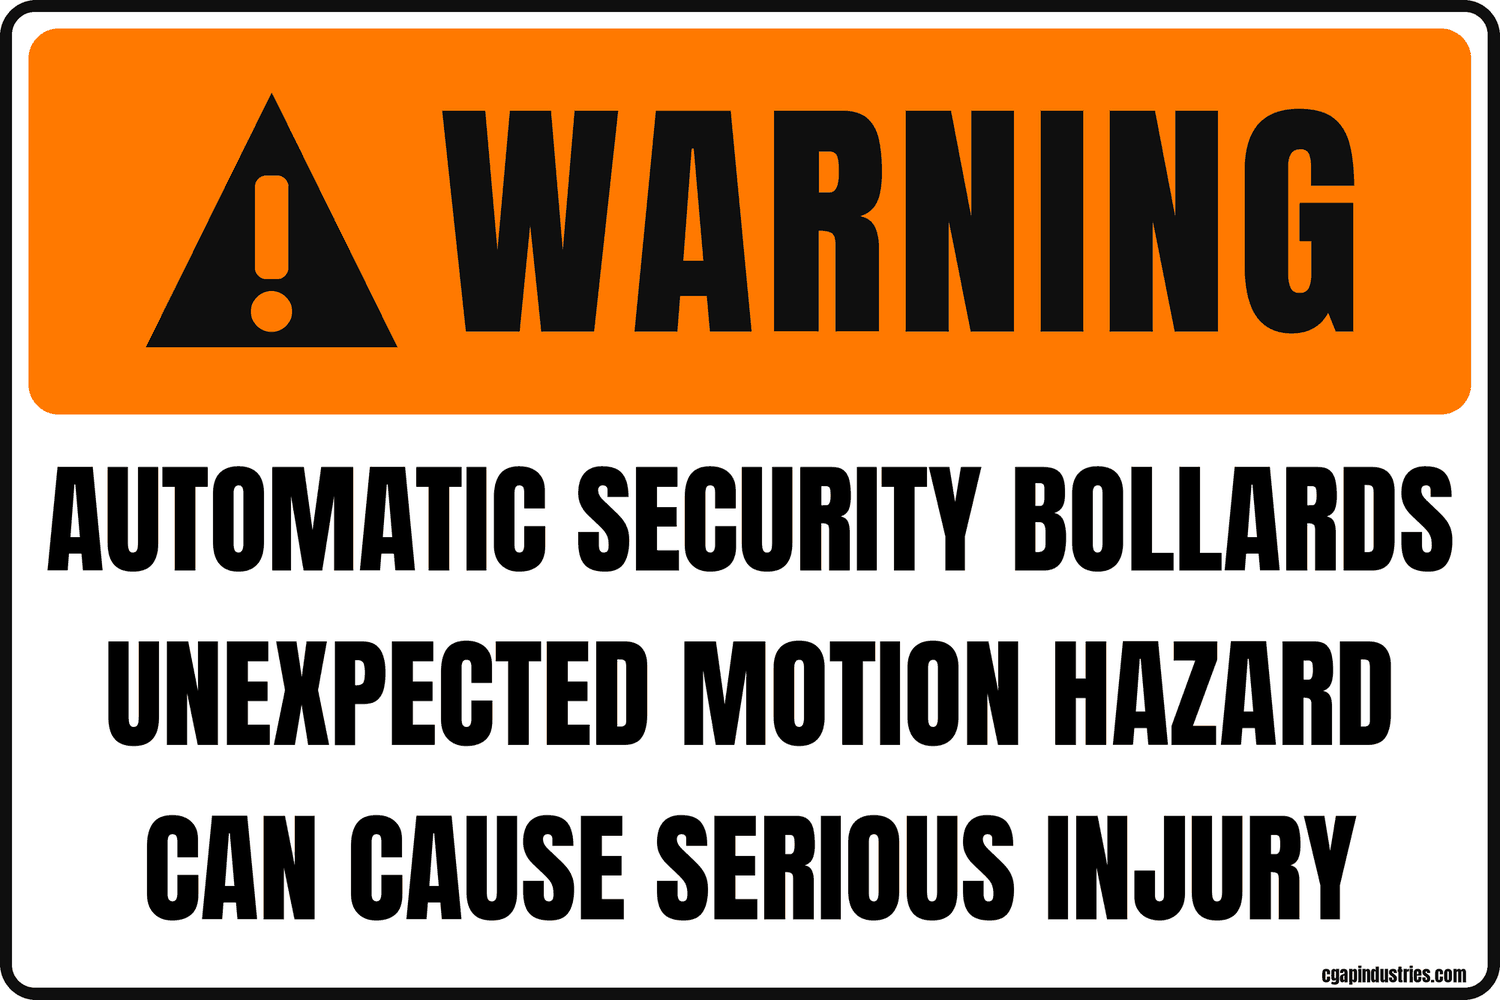 WARNING
AUTOMATIC SECURITY BOLLARDS
UNEXPECTED MOTION HAZARD
CAN CAUSE SERIOUS INJURY
cgapindustries.com